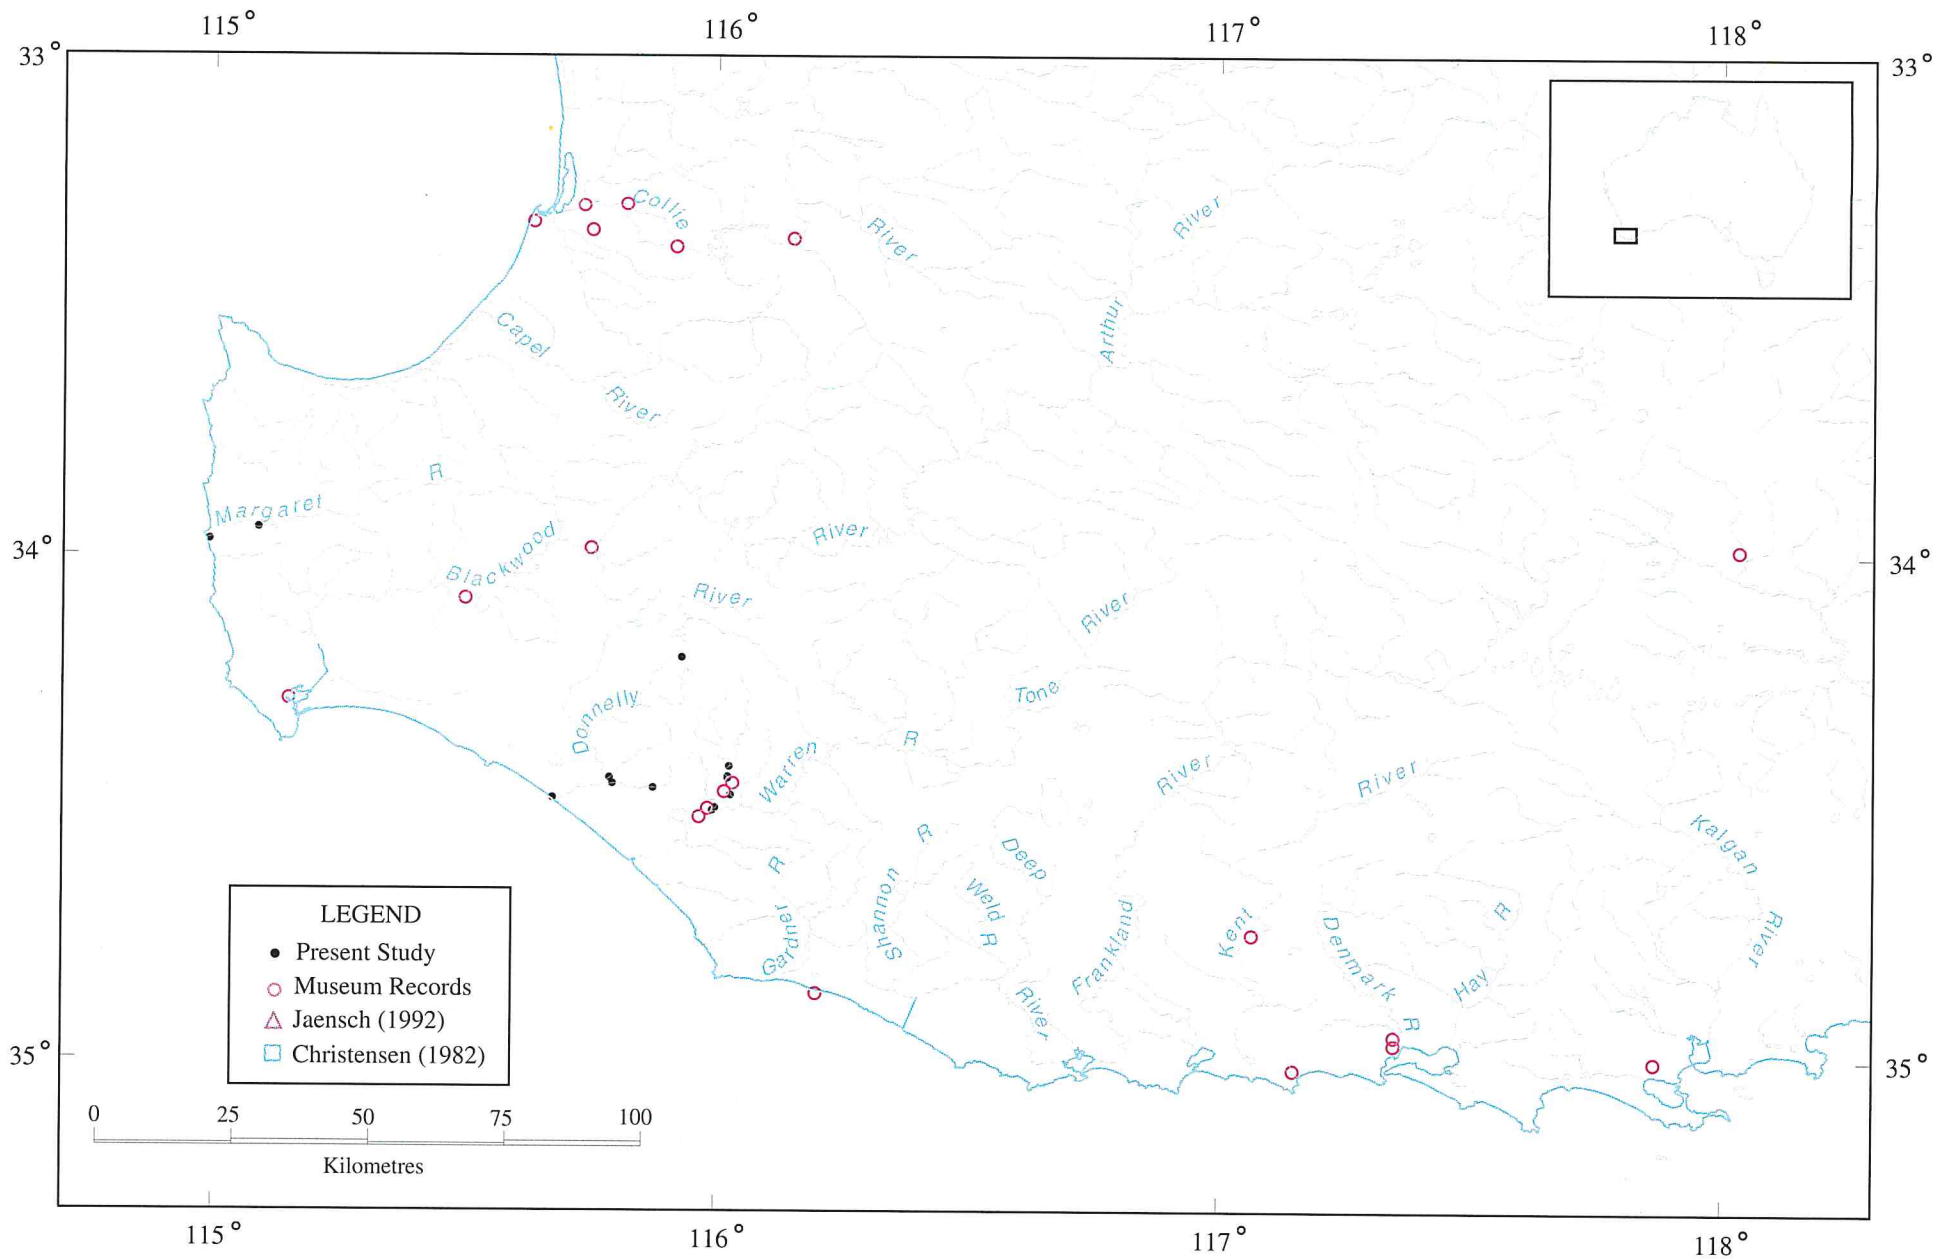 115° 116° 117° 118°
33° 33°
Collie River
River
Arthur
Capel
River
Margaret R
34° 34°
Blackwood River
River
River
Donnelly
Tone
Warren R
River
River
Kalgan
River
Gardner R
Shannon R
Deep
River
Weld R
Frankland
Kent
Denmark R
Hay R
35° 35°
LEGEND
Present Study
Museum Records
Jaensch (1992)
Christensen (1982)
0 25 50 75 100
Kilometres
115° 116° 117° 118°